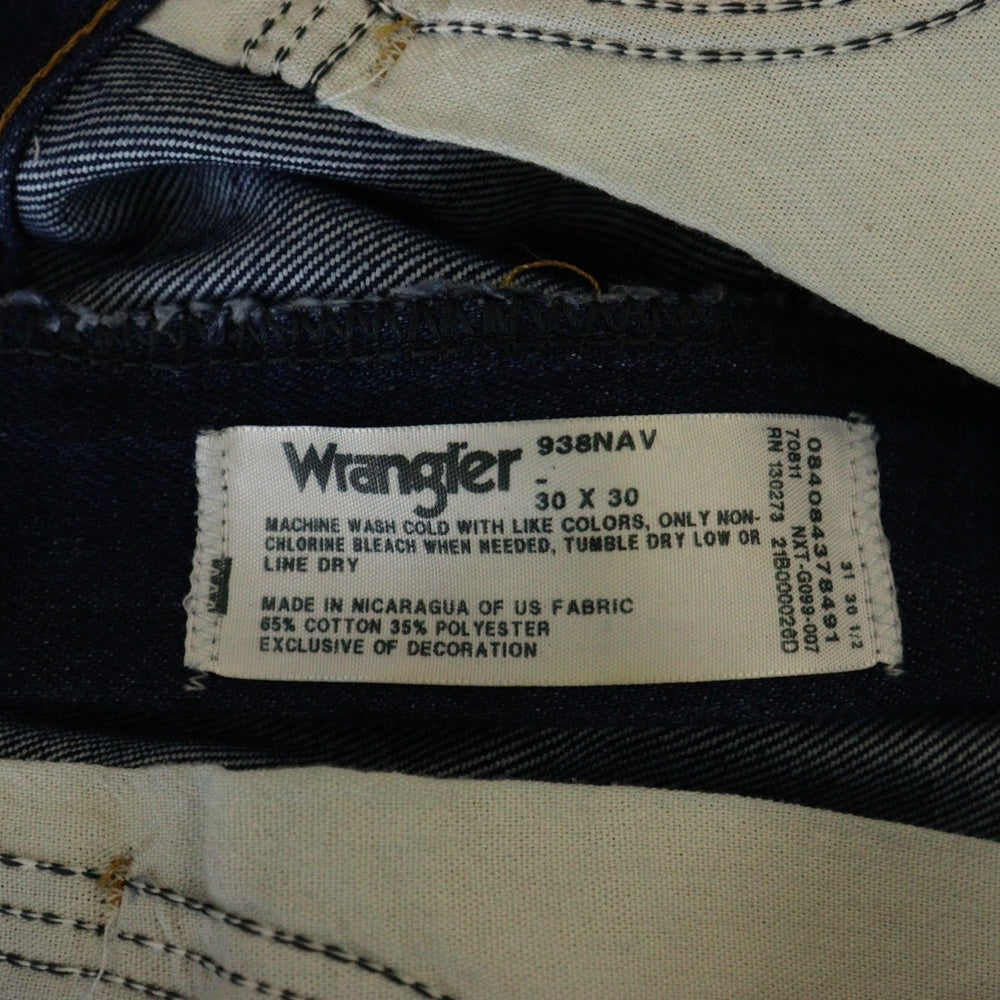 Wrangler
938NAV
-
30 X 30
MACHINE WASH COLD WITH LIKE COLORS, ONLY NON-
CHLORINE BLEACH WHEN NEEDED, TUMBLE DRY LOW OR
LINE DRY
MADE IN NICARAGUA OF US FABRIC
65% COTTON 35% POLYESTER
EXCLUSIVE OF DECORATION
31 30 1/2
084084378491
70811 NXT-G099-007
RN 130273 21B0000026D